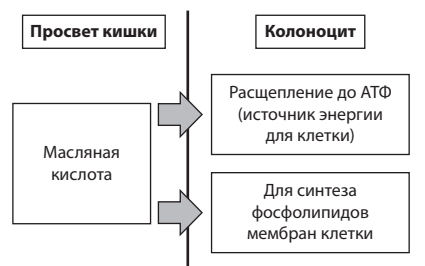 Просвет кишки
Колоноцит
Масляная
кислота
Расщепление до АТФ
(источник энергии
для клетки)
Для синтеза
фосфолипидов
мембран клетки